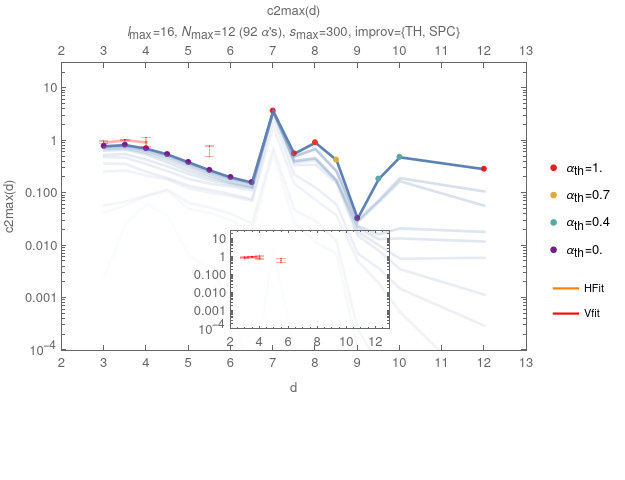 c2max(d)
lmax=16, Nmax=12 (92 α's), smax=300, improv={TH, SPC}
2 3 4 5 6 7 8 9 10 11 12 13
10
1
0.100
0.010
0.001
10⁻⁴
c2max(d)
10
1
0.100
0.010
0.001
10⁻⁴
2 4 6 8 10 12
2 3 4 5 6 7 8 9 10 11 12 13
d
αth=1.
αth=0.7
αth=0.4
αth=0.
HFit
Vfit